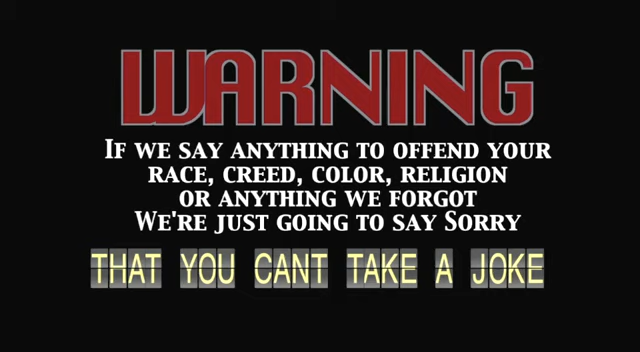 WARNING
IF WE SAY ANYTHING TO OFFEND YOUR
RACE, CREED, COLOR, RELIGION
OR ANYTHING WE FORGOT
WE'RE JUST GOING TO SAY SORRY
THAT YOU CANT TAKE A JOKE